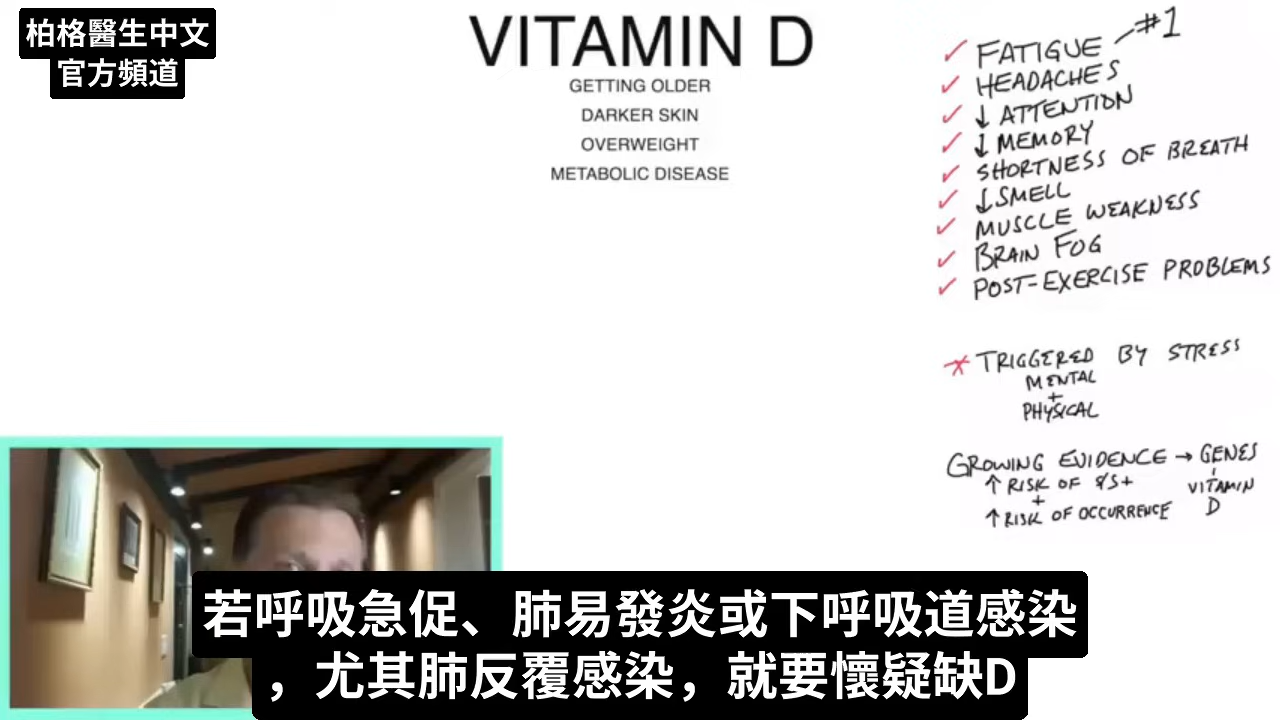 柏格醫生中文
官方頻道
VITAMIN D
GETTING OLDER
DARKER SKIN
OVERWEIGHT
METABOLIC DISEASE
✓ FATIGUE – #1
✓ HEADACHES
✓ ↓ ATTENTION
✓ ↓ MEMORY
✓ SHORTNESS OF BREATH
✓ ↓ SMELL
✓ MUSCLE WEAKNESS
✓ BRAIN FOG
✓ POST-EXERCISE PROBLEMS
* TRIGGERED BY STRESS
MENTAL
+
PHYSICAL
GROWING EVIDENCE → GENES
↑ RISK OF S/S+
VITAMIN
+
D
↑ RISK OF OCCURRENCE
若呼吸急促、肺易發炎或下呼吸道感染
，尤其肺反覆感染，就要懷疑缺D